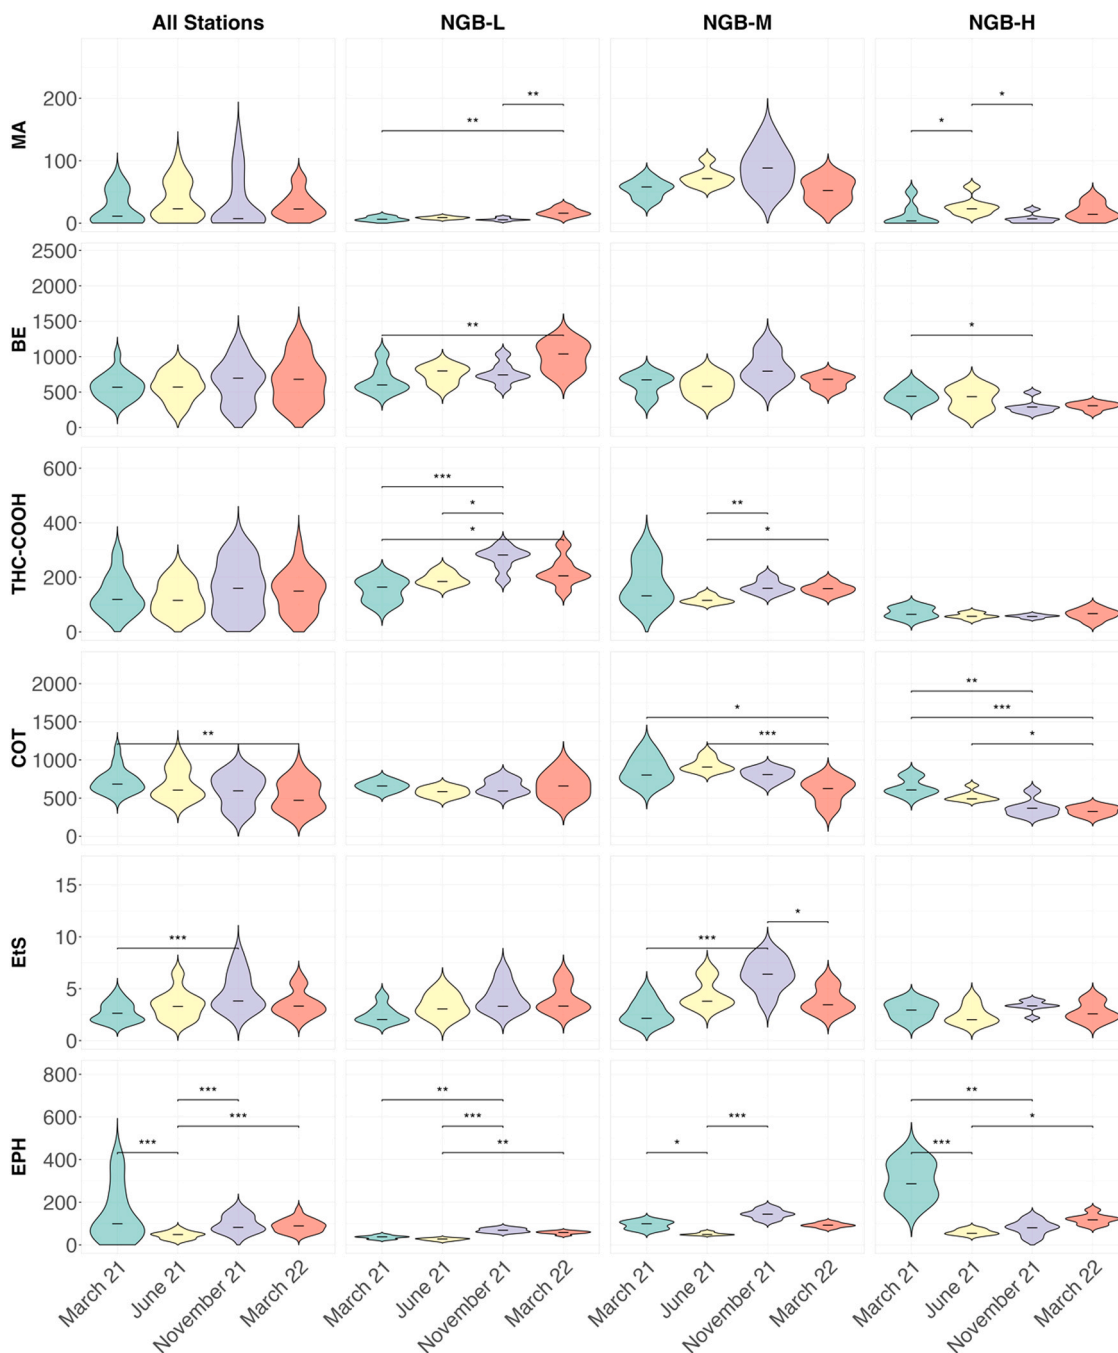 All Stations NGB-L NGB-M NGB-H
MA
200
100
0
** ** * *
BE
2500
2000
1500
1000
500
0
** *
THC-COOH
600
400
200
0
*** * * ** *
COT
2000
1500
1000
500
0
** * *** ** *** *
EtS
15
10
5
0
*** *** *
EPH
800
600
400
200
0
*** *** *** ** *** ** * *** *** ** *
March 21 June 21 November 21 March 22 March 21 June 21 November 21 March 22 March 21 June 21 November 21 March 22 March 21 June 21 November 21 March 22